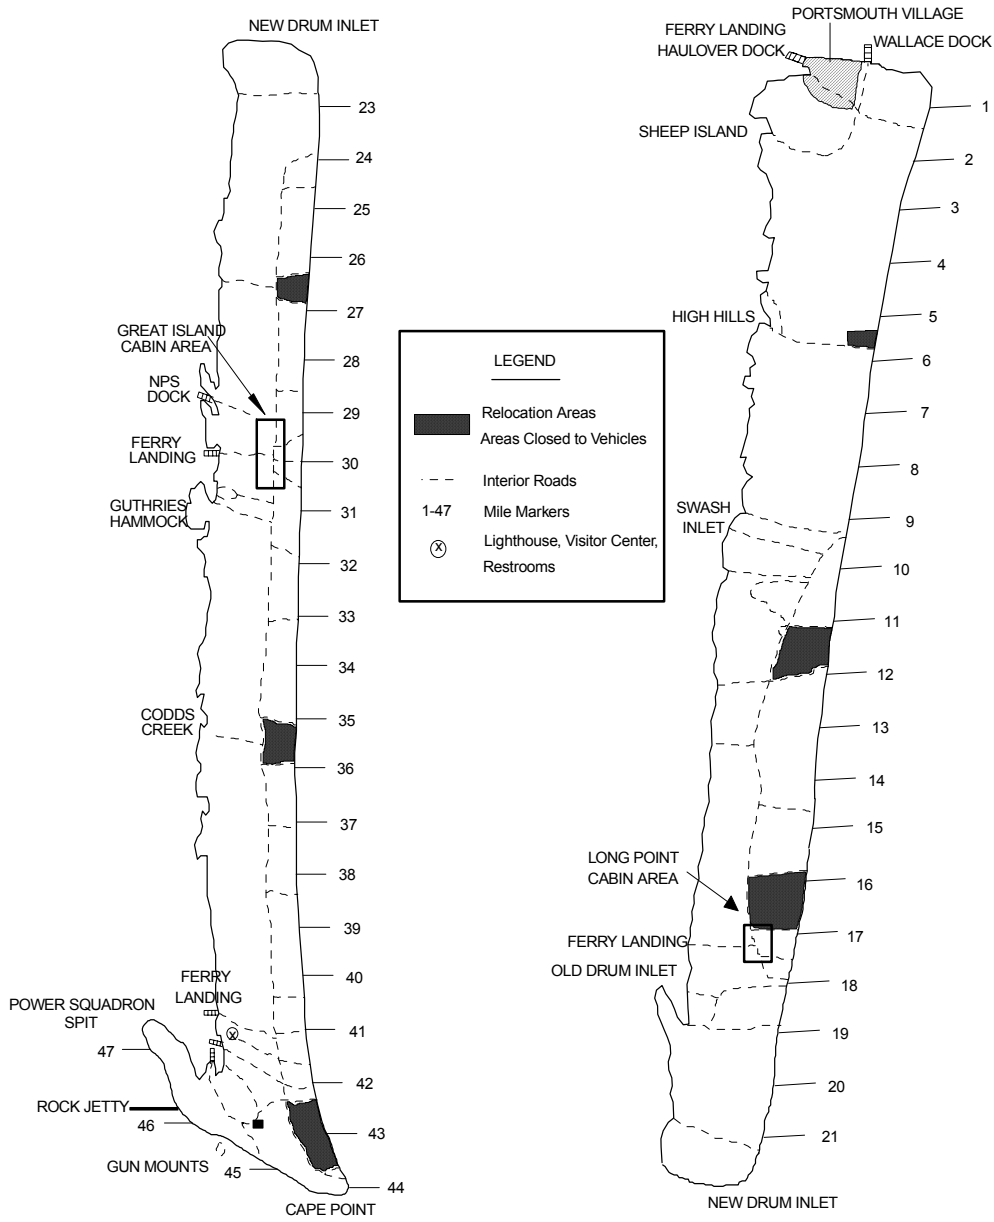 NEW DRUM INLET
23
24
25
26
27
GREAT ISLAND
CABIN AREA
28
NPS
DOCK
29
FERRY
LANDING
30
GUTHRIES
HAMMOCK
31
32
33
34
CODDS
CREEK
35
36
37
38
39
40
FERRY
LANDING
POWER SQUADRON
SPIT
41
X
47
42
ROCK JETTY
46
43
GUN MOUNTS
45
44
CAPE POINT
LEGEND
Relocation Areas
Areas Closed to Vehicles
Interior Roads
1-47 Mile Markers
X Lighthouse, Visitor Center,
Restrooms
PORTSMOUTH VILLAGE
FERRY LANDING
HAULOVER DOCK
WALLACE DOCK
1
SHEEP ISLAND
2
3
4
HIGH HILLS
5
6
7
8
SWASH
INLET
9
10
11
12
13
14
15
LONG POINT
CABIN AREA
16
FERRY LANDING
17
OLD DRUM INLET
18
19
20
21
NEW DRUM INLET